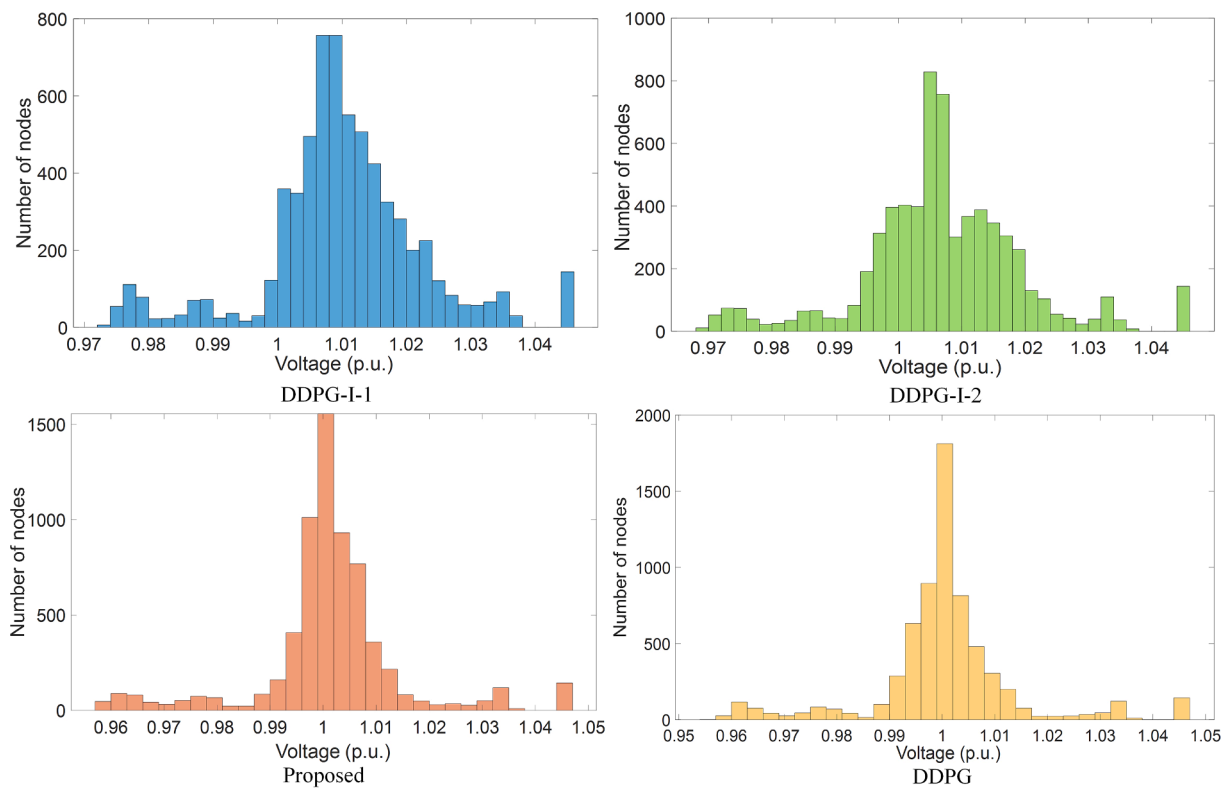 800
600
400
200
0
Number of nodes
0.97 0.98 0.99 1 1.01 1.02 1.03 1.04
Voltage (p.u.)
DDPG-I-1
1000
800
600
400
200
0
Number of nodes
0.97 0.98 0.99 1 1.01 1.02 1.03 1.04
Voltage (p.u.)
DDPG-I-2
1500
1000
500
0
Number of nodes
0.96 0.97 0.98 0.99 1 1.01 1.02 1.03 1.04 1.05
Voltage (p.u.)
Proposed
2000
1500
1000
500
0
Number of nodes
0.95 0.96 0.97 0.98 0.99 1 1.01 1.02 1.03 1.04 1.05
Voltage (p.u.)
DDPG